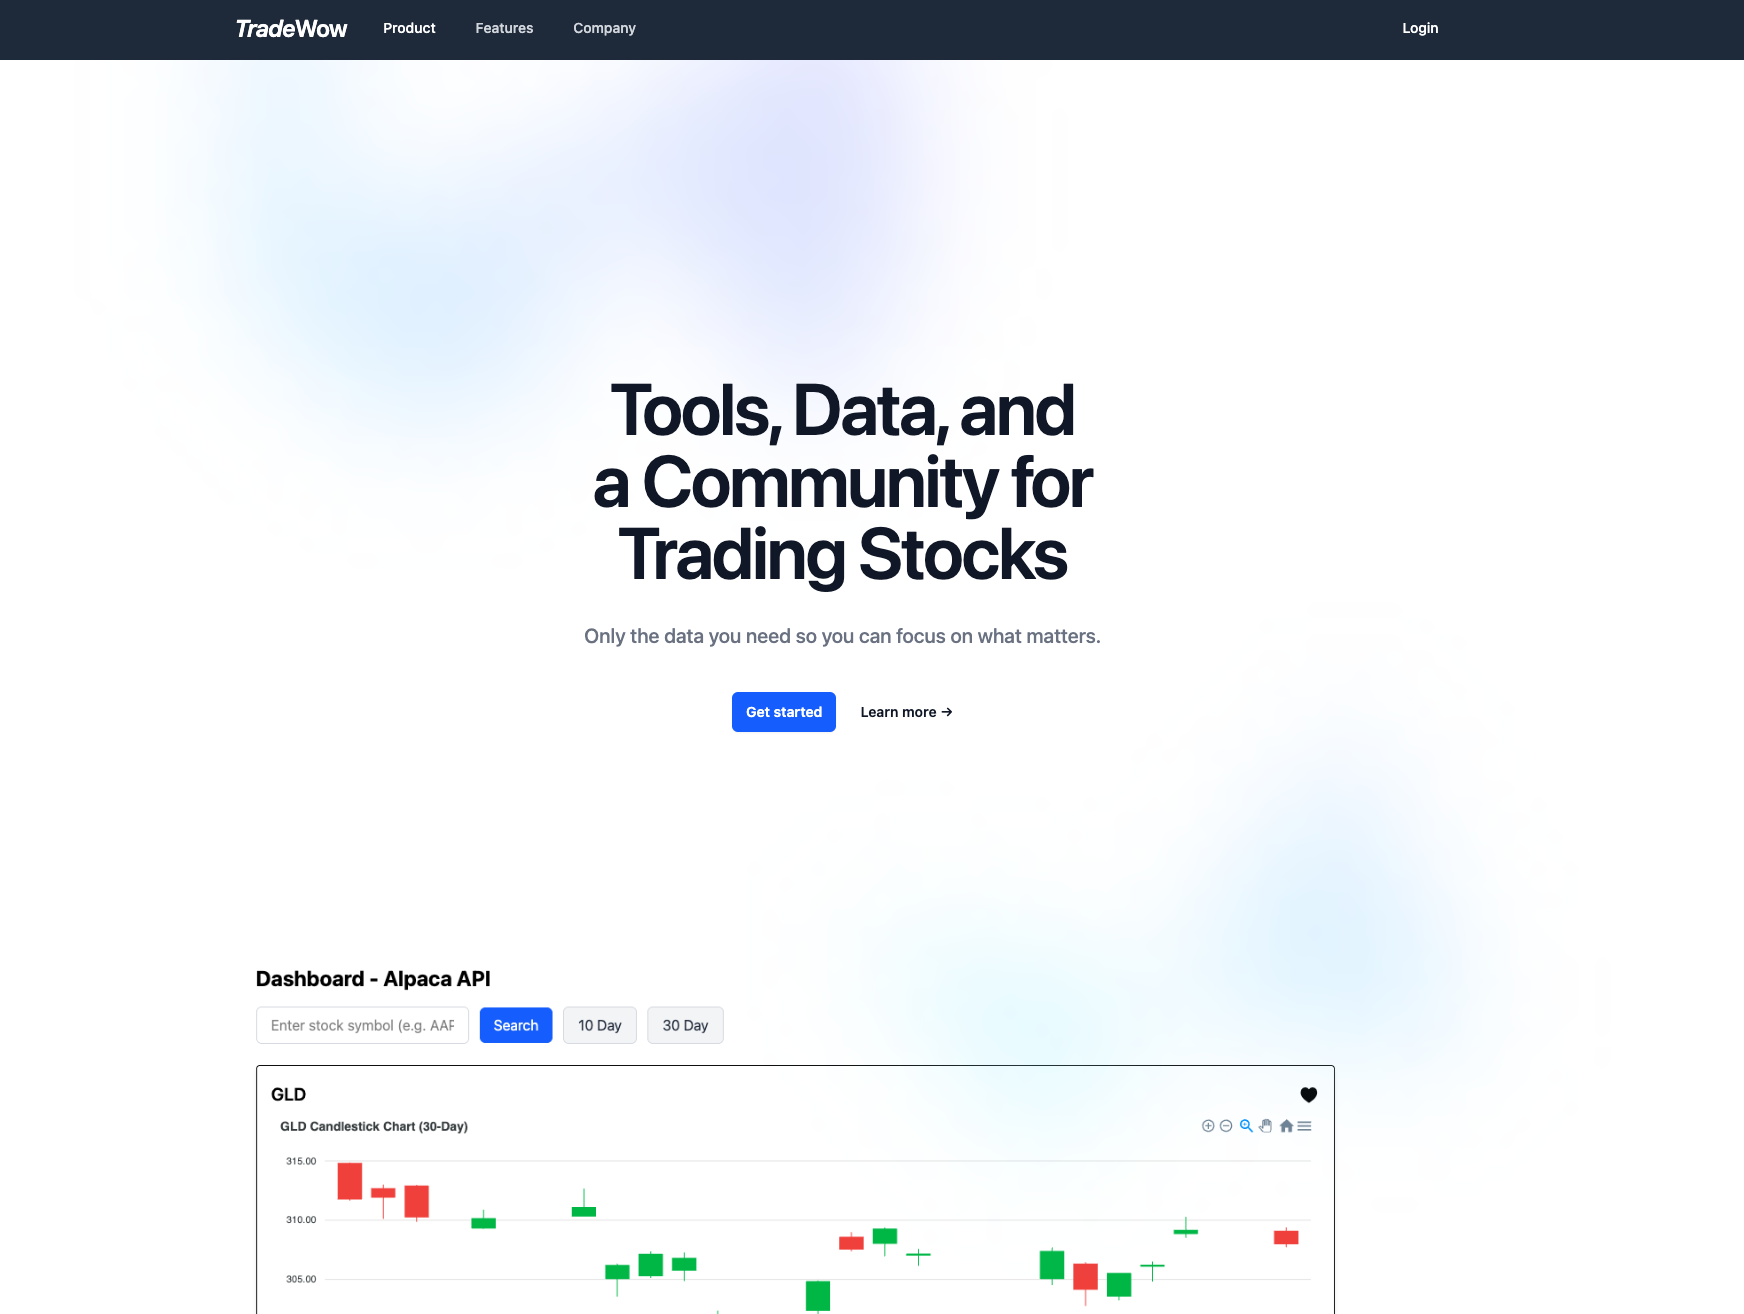 TradeWow Product Features Company Login
Tools, Data, and
a Community for
Trading Stocks
Only the data you need so you can focus on what matters.
Get started Learn more →
Dashboard - Alpaca API
Enter stock symbol (e.g. AAP Search 10 Day 30 Day
GLD
GLD Candlestick Chart (30-Day)
315.00
310.00
305.00